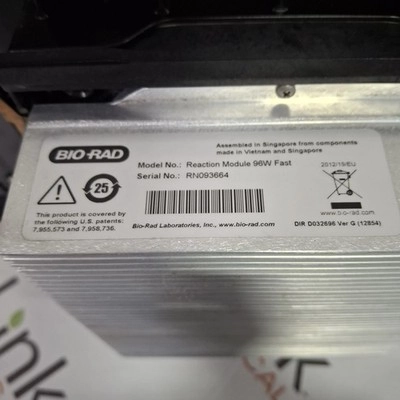 BIO-RAD
Assembled in Singapore from components
made in Vietnam and Singapore
Model No.: Reaction Module 96W Fast
Serial No.: RN093664
2012/19/EU
25
This product is covered by
the following U.S. patents:
7,955,573 and 7,958,736.
Bio-Rad Laboratories, Inc., www.bio-rad.com
www.bio-rad.com
DIR D032696 Ver G (12854)
ink
CAL